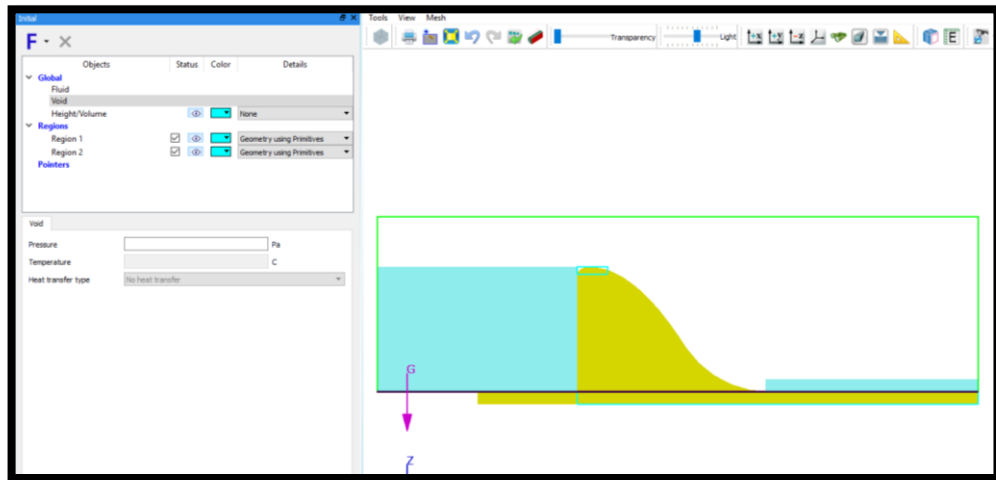 Initial
Tools View Mesh
F
Transparency
Light
+X +Y -Z
E
Objects Status Color Details
Global
Fluid
Void
Height/Volume None
Regions
Region 1 Geometry using Primitives
Region 2 Geometry using Primitives
Pointers
Void
Pressure Pa
Temperature C
Heat transfer type No heat transfer
G
Z